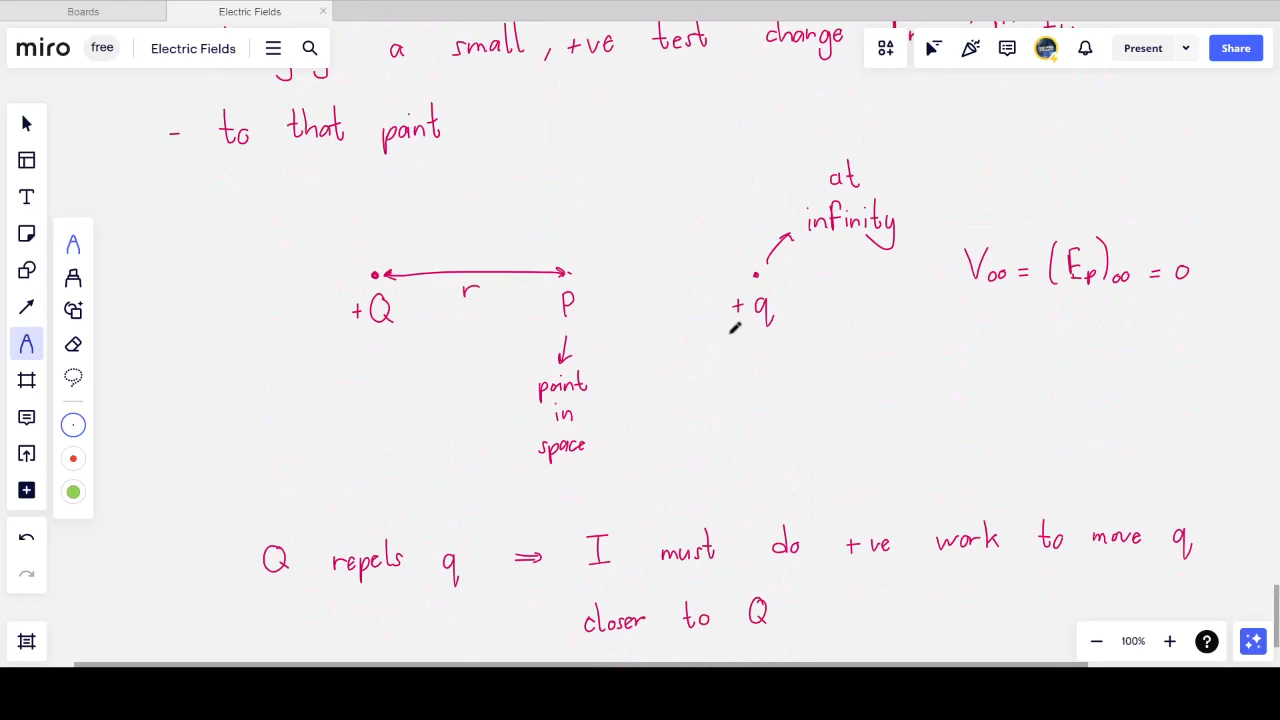 Boards
Electric Fields
miro free Electric Fields
Present
Share
a small, +ve test change
- to that point
at
infinity
V∞ = (Ep)∞ = 0
+Q
r
P
+ q
point
in
space
Q repels q ⇒ I must do +ve work to move q
closer to Q
100%
?